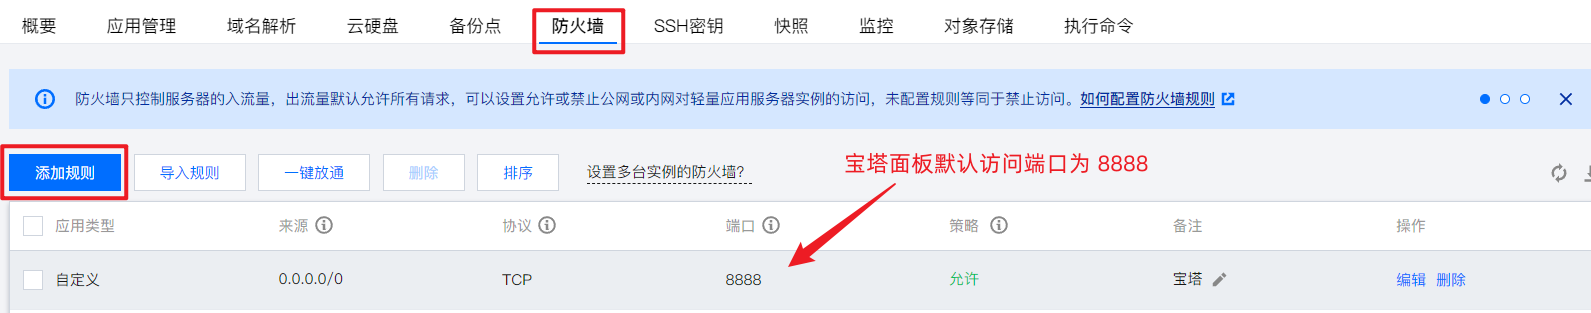 概要 应用管理 域名解析 云硬盘 备份点 防火墙 SSH密钥 快照 监控 对象存储 执行命令
防火墙只控制服务器的入流量，出流量默认允许所有请求，可以设置允许或禁止公网或内网对轻量应用服务器实例的访问，未配置规则等同于禁止访问。如何配置防火墙规则
宝塔面板默认访问端口为 8888
添加规则 导入规则 一键放通 删除 排序 设置多台实例的防火墙?
应用类型 来源 协议 端口 策略 备注 操作
自定义 0.0.0.0/0 TCP 8888 允许 宝塔 编辑 删除